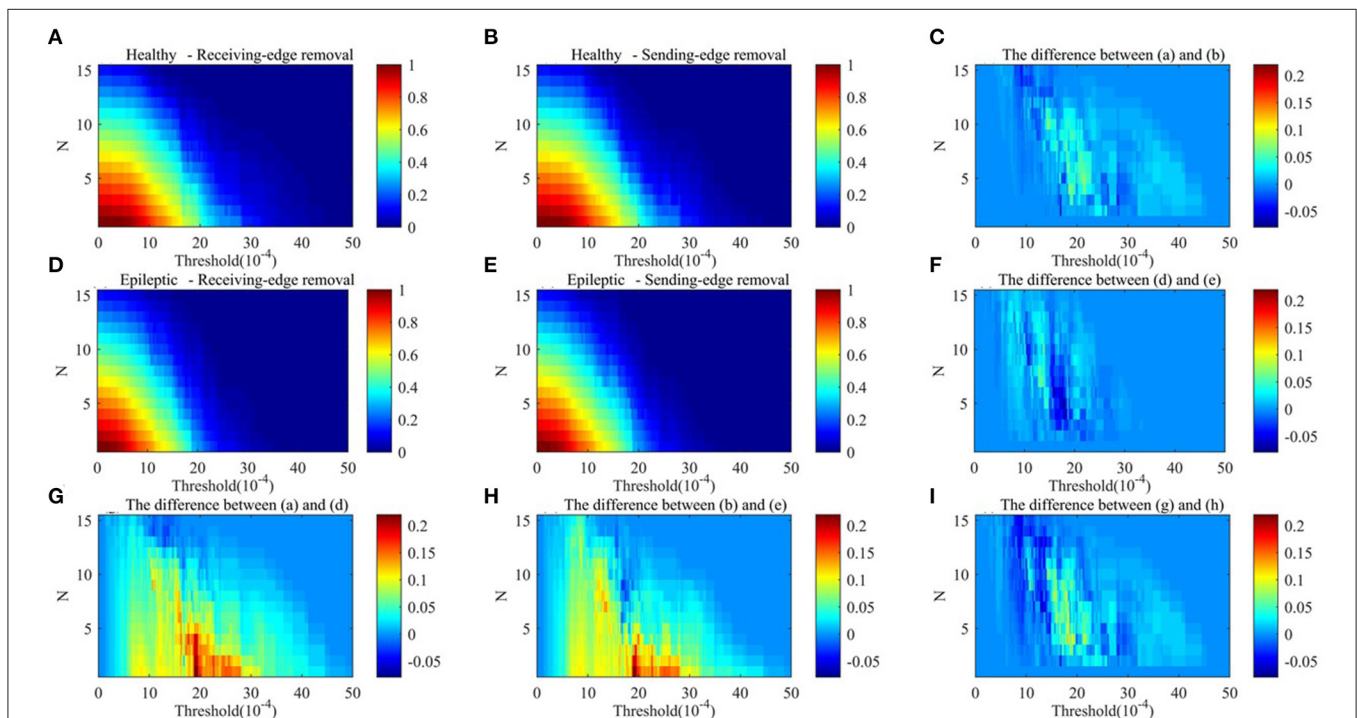 A
Healthy - Receiving-edge removal
15
10
5
N
0 10 20 30 40 50
Threshold(10-4)
1
0.8
0.6
0.4
0.2
0
B
Healthy - Sending-edge removal
15
10
5
N
0 10 20 30 40 50
Threshold(10-4)
1
0.8
0.6
0.4
0.2
0
C
The difference between (a) and (b)
15
10
5
N
0 10 20 30 40 50
Threshold(10-4)
0.2
0.15
0.1
0.05
0
-0.05
D
Epileptic - Receiving-edge removal
15
10
5
N
0 10 20 30 40 50
Threshold(10-4)
1
0.8
0.6
0.4
0.2
0
E
Epileptic - Sending-edge removal
15
10
5
N
0 10 20 30 40 50
Threshold(10-4)
1
0.8
0.6
0.4
0.2
0
F
The difference between (d) and (e)
15
10
5
N
0 10 20 30 40 50
Threshold(10-4)
0.2
0.15
0.1
0.05
0
-0.05
G
The difference between (a) and (d)
15
10
5
N
0 10 20 30 40 50
Threshold(10-4)
0.2
0.15
0.1
0.05
0
-0.05
H
The difference between (b) and (e)
15
10
5
N
0 10 20 30 40 50
Threshold(10-4)
0.2
0.15
0.1
0.05
0
-0.05
I
The difference between (g) and (h)
15
10
5
N
0 10 20 30 40 50
Threshold(10-4)
0.2
0.15
0.1
0.05
0
-0.05